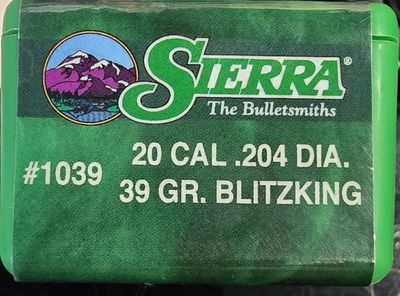 SIERRA®
The Bulletsmiths
#1039
20 CAL .204 DIA.
39 GR. BLITZKING